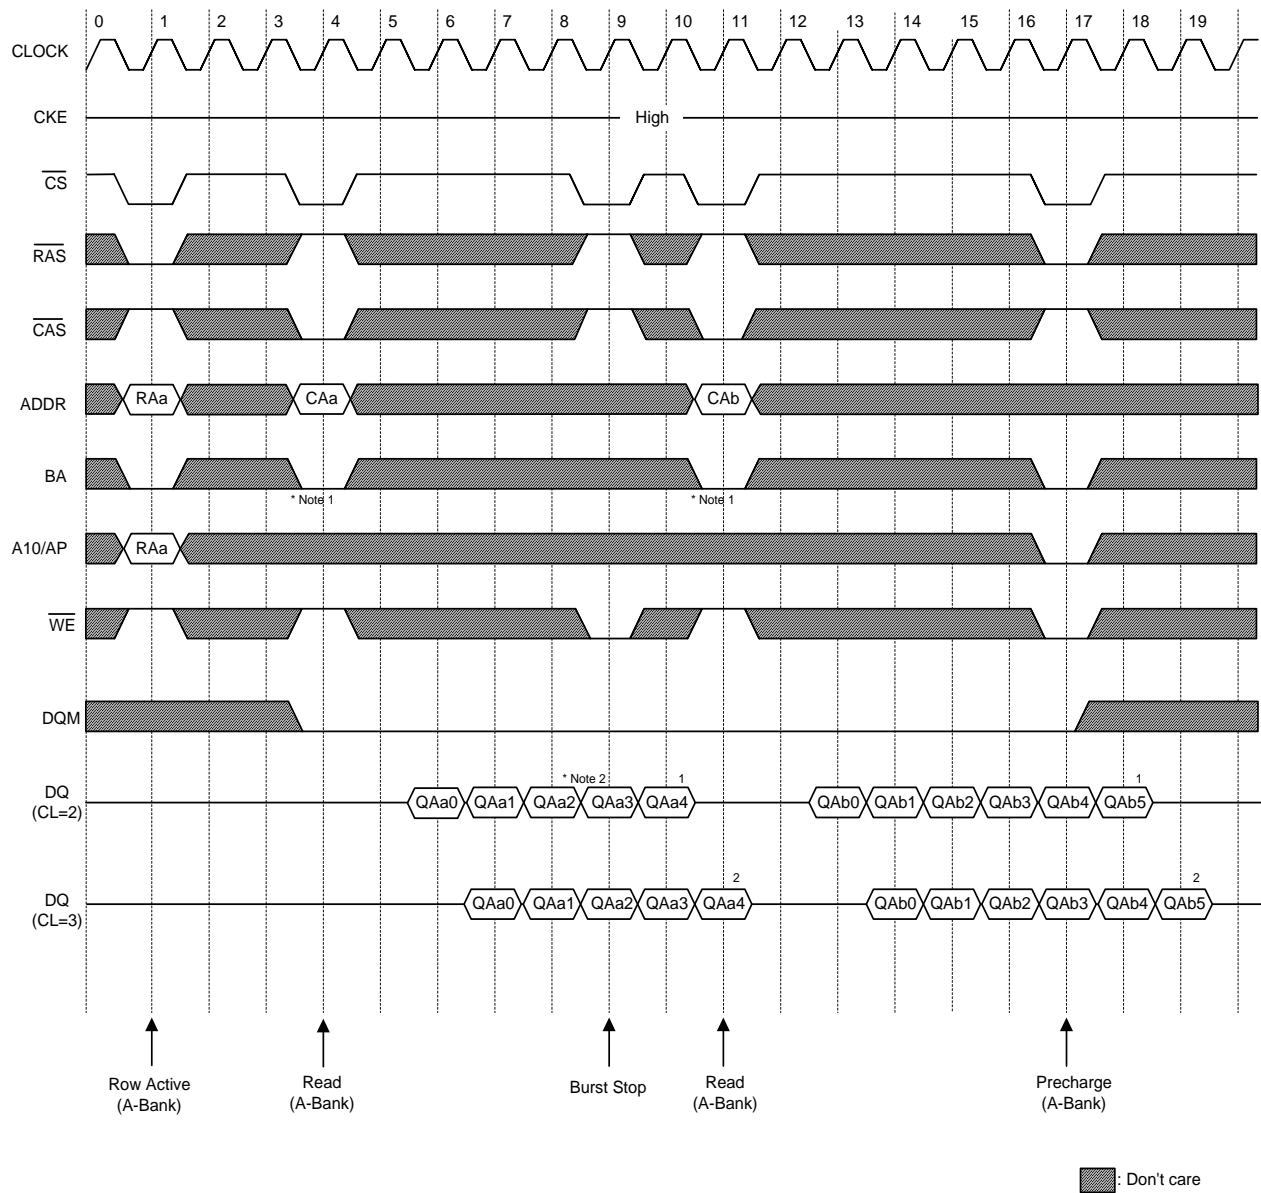 0 1 2 3 4 5 6 7 8 9 10 11 12 13 14 15 16 17 18 19
CLOCK
CKE High
CS
RAS
CAS
ADDR RAa CAa CAb
BA
* Note 1 * Note 1
A10/AP RAa
WE
DQM
* Note 2 1 1
DQ
(CL=2)
QAa0 QAa1 QAa2 QAa3 QAa4 QAb0 QAb1 QAb2 QAb3 QAb4 QAb5
2 2
DQ
(CL=3)
QAa0 QAa1 QAa2 QAa3 QAa4 QAb0 QAb1 QAb2 QAb3 QAb4 QAb5
Row Active
(A-Bank)
Read
(A-Bank)
Burst Stop
Read
(A-Bank)
Precharge
(A-Bank)
: Don't care